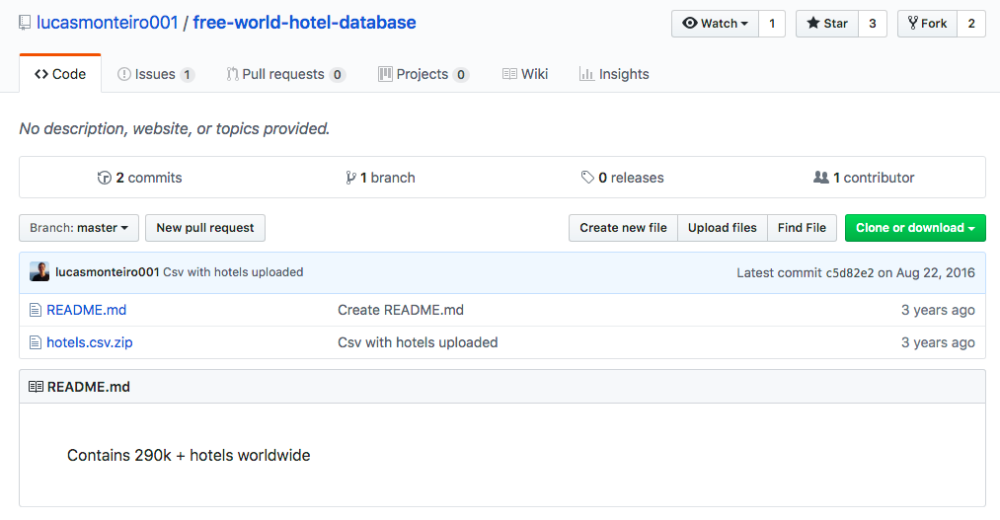 lucasmonteiro001 / free-world-hotel-database Watch 1 Star 3 Fork 2
Code Issues 1 Pull requests 0 Projects 0 Wiki Insights
No description, website, or topics provided.
2 commits 1 branch 0 releases 1 contributor
Branch: master New pull request Create new file Upload files Find File Clone or download
lucasmonteiro001 Csv with hotels uploaded Latest commit c5d82e2 on Aug 22, 2016
README.md Create README.md 3 years ago
hotels.csv.zip Csv with hotels uploaded 3 years ago
README.md
Contains 290k + hotels worldwide